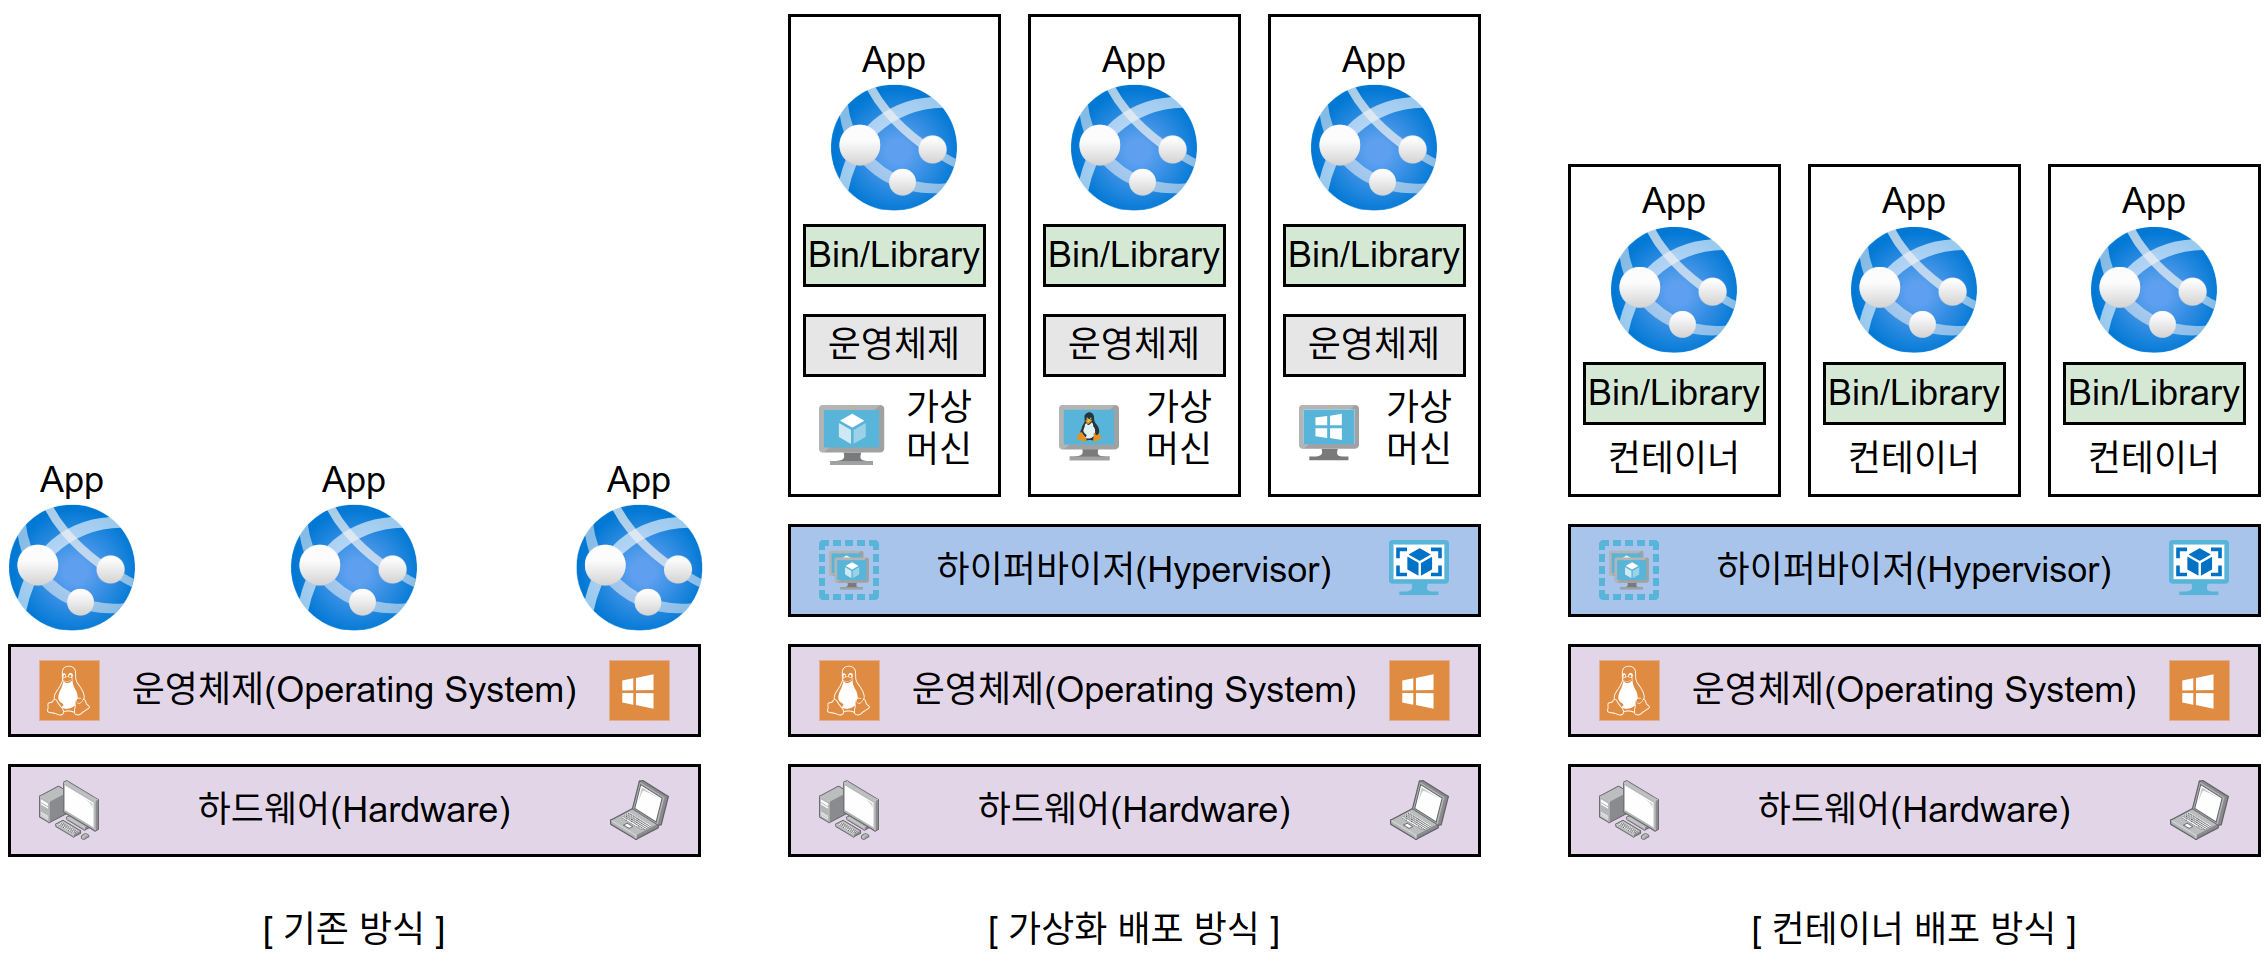 App
App
App
운영체제(Operating System)
하드웨어(Hardware)
[ 기존 방식 ]
App
Bin/Library
운영체제
가상
머신
App
Bin/Library
운영체제
가상
머신
App
Bin/Library
운영체제
가상
머신
하이퍼바이저(Hypervisor)
운영체제(Operating System)
하드웨어(Hardware)
[ 가상화 배포 방식 ]
App
Bin/Library
컨테이너
App
Bin/Library
컨테이너
App
Bin/Library
컨테이너
하이퍼바이저(Hypervisor)
운영체제(Operating System)
하드웨어(Hardware)
[ 컨테이너 배포 방식 ]